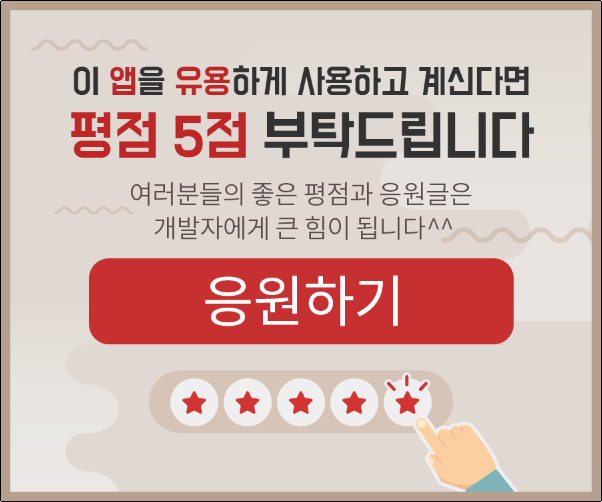 이 앱을 유용하게 사용하고 계신다면
평점 5점 부탁드립니다
여러분들의 좋은 평점과 응원글은
개발자에게 큰 힘이 됩니다^^
응원하기